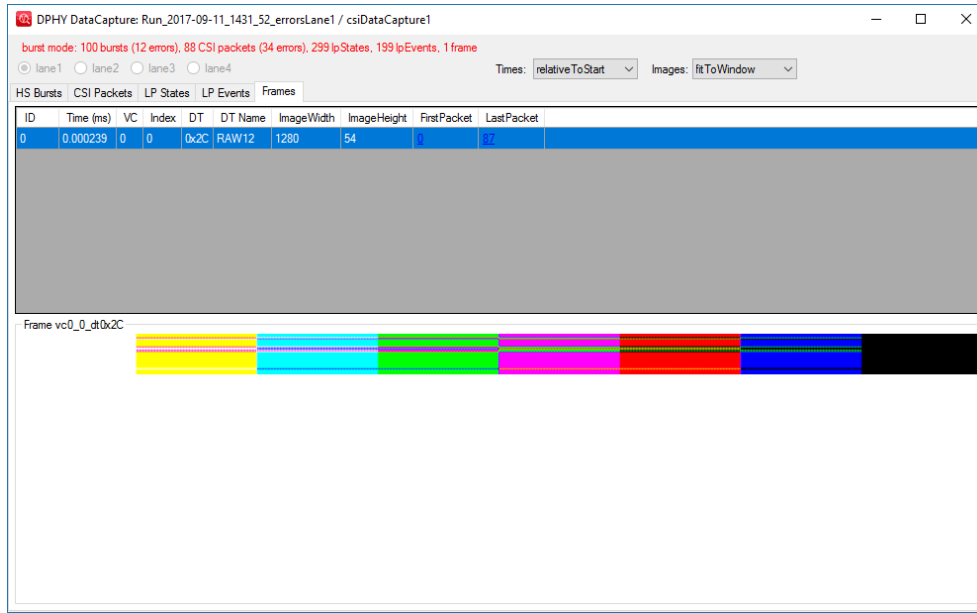 DPHY DataCapture: Run_2017-09-11_1431_52_errorsLane1 / csiDataCapture1
burst mode: 100 bursts (12 errors), 88 CSI packets (34 errors), 299 lpStates, 199 lpEvents, 1 frame
lane1 lane2 lane3 lane4 Times: relativeToStart Images: fitToWindow
HS Bursts CSI Packets LP States LP Events Frames
ID Time (ms) VC Index DT DT Name ImageWidth ImageHeight FirstPacket LastPacket
0 0.000239 0 0 0x2C RAW12 1280 54 0 87
Frame vc0_0_dt0x2C